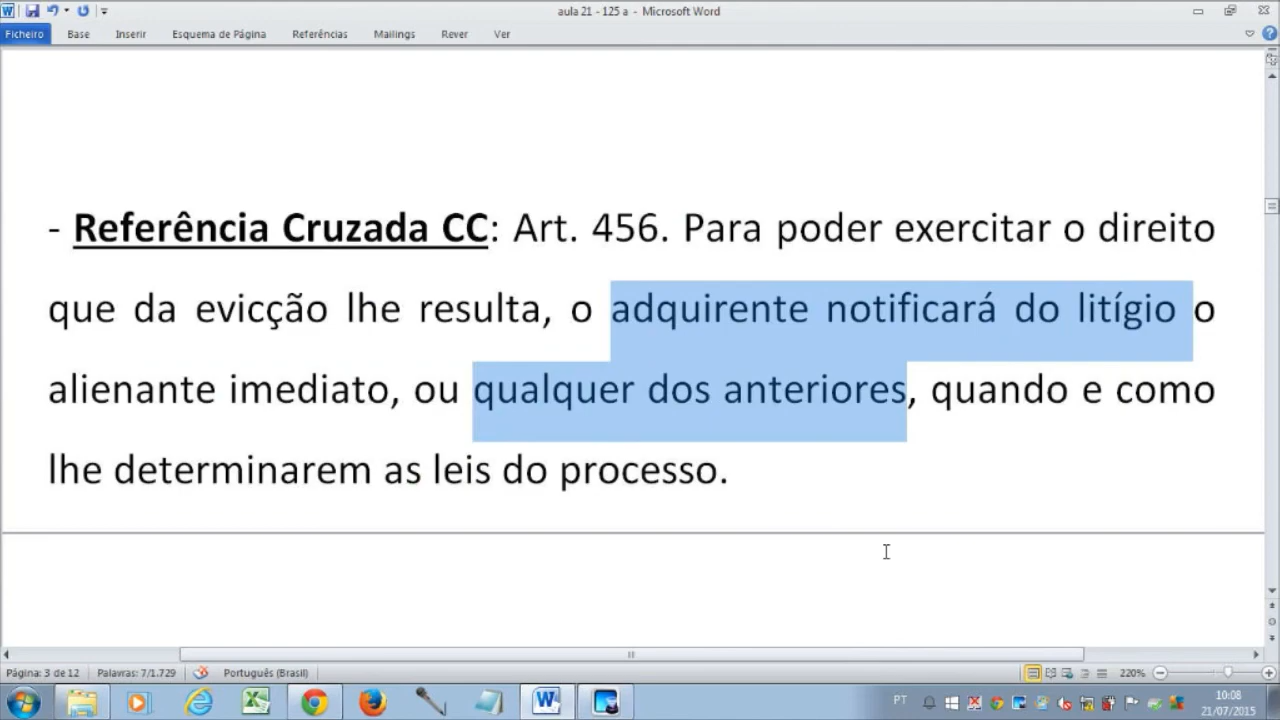 aula 21 - 125 a - Microsoft Word
Ficheiro Base Inserir Esquema de Página Referências Mailings Rever Ver
- Referência Cruzada CC: Art. 456. Para poder exercitar o direito
que da evicção lhe resulta, o adquirente notificará do litígio o
alienante imediato, ou qualquer dos anteriores, quando e como
lhe determinarem as leis do processo.
Página: 3 de 12 Palavras: 7/1.729 Português (Brasil) 220%
PT 10:08
21/07/2015